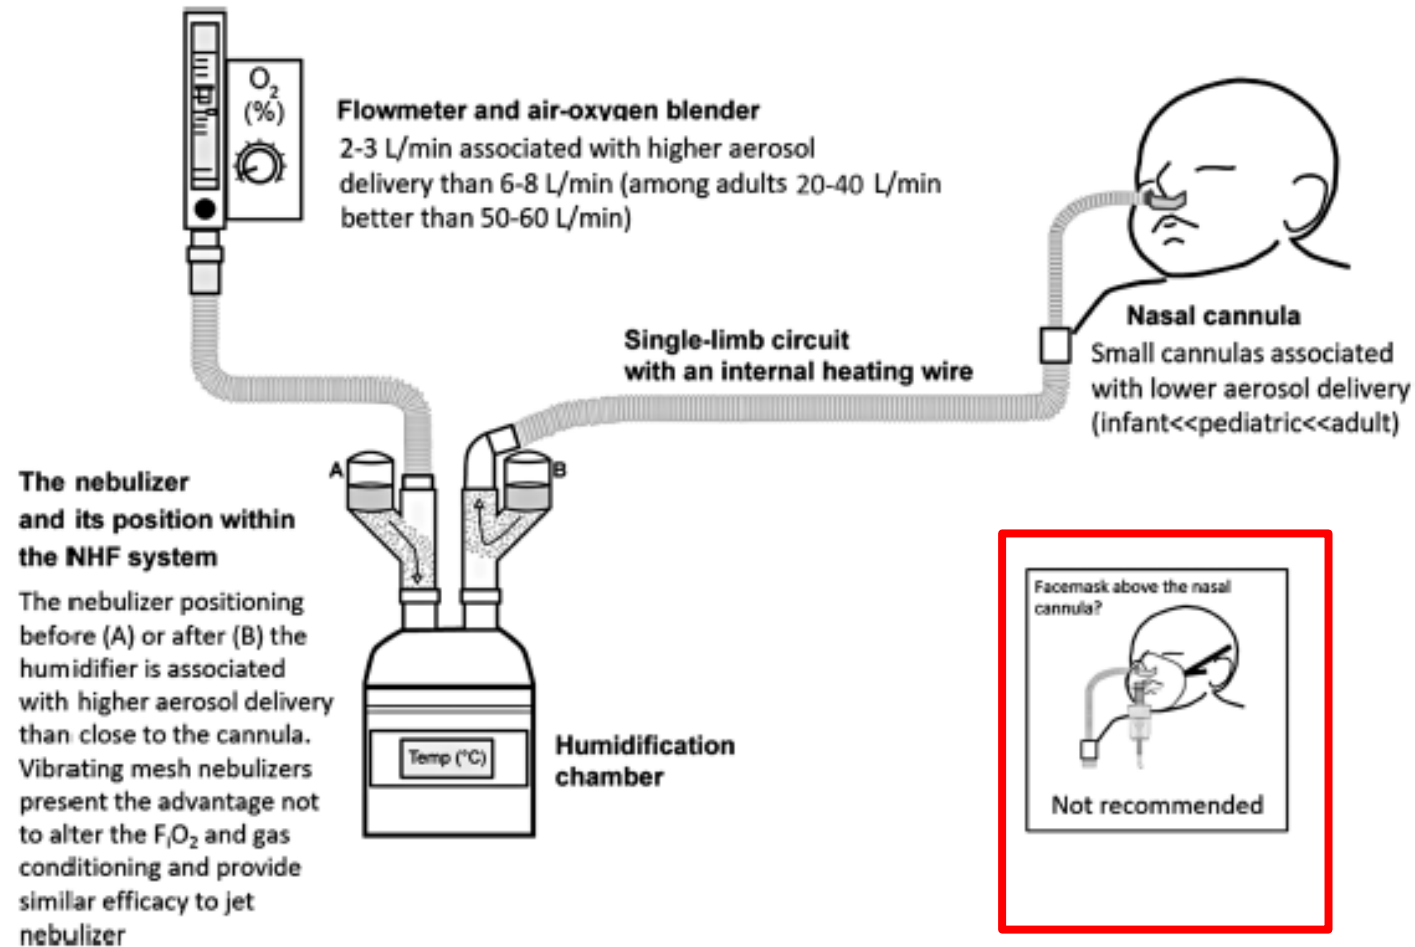 O2
(%)
Flowmeter and air-oxygen blender
2-3 L/min associated with higher aerosol
delivery than 6-8 L/min (among adults 20-40 L/min
better than 50-60 L/min)
Single-limb circuit
with an internal heating wire
Nasal cannula
Small cannulas associated
with lower aerosol delivery
(infant<<pediatric<<adult)
A
B
The nebulizer
and its position within
the NHF system
The nebulizer positioning
before (A) or after (B) the
humidifier is associated
with higher aerosol delivery
than close to the cannula.
Vibrating mesh nebulizers
present the advantage not
to alter the FiO2 and gas
conditioning and provide
similar efficacy to jet
nebulizer
Temp (°C)
Humidification
chamber
Facemask above the nasal
cannula?
Not recommended